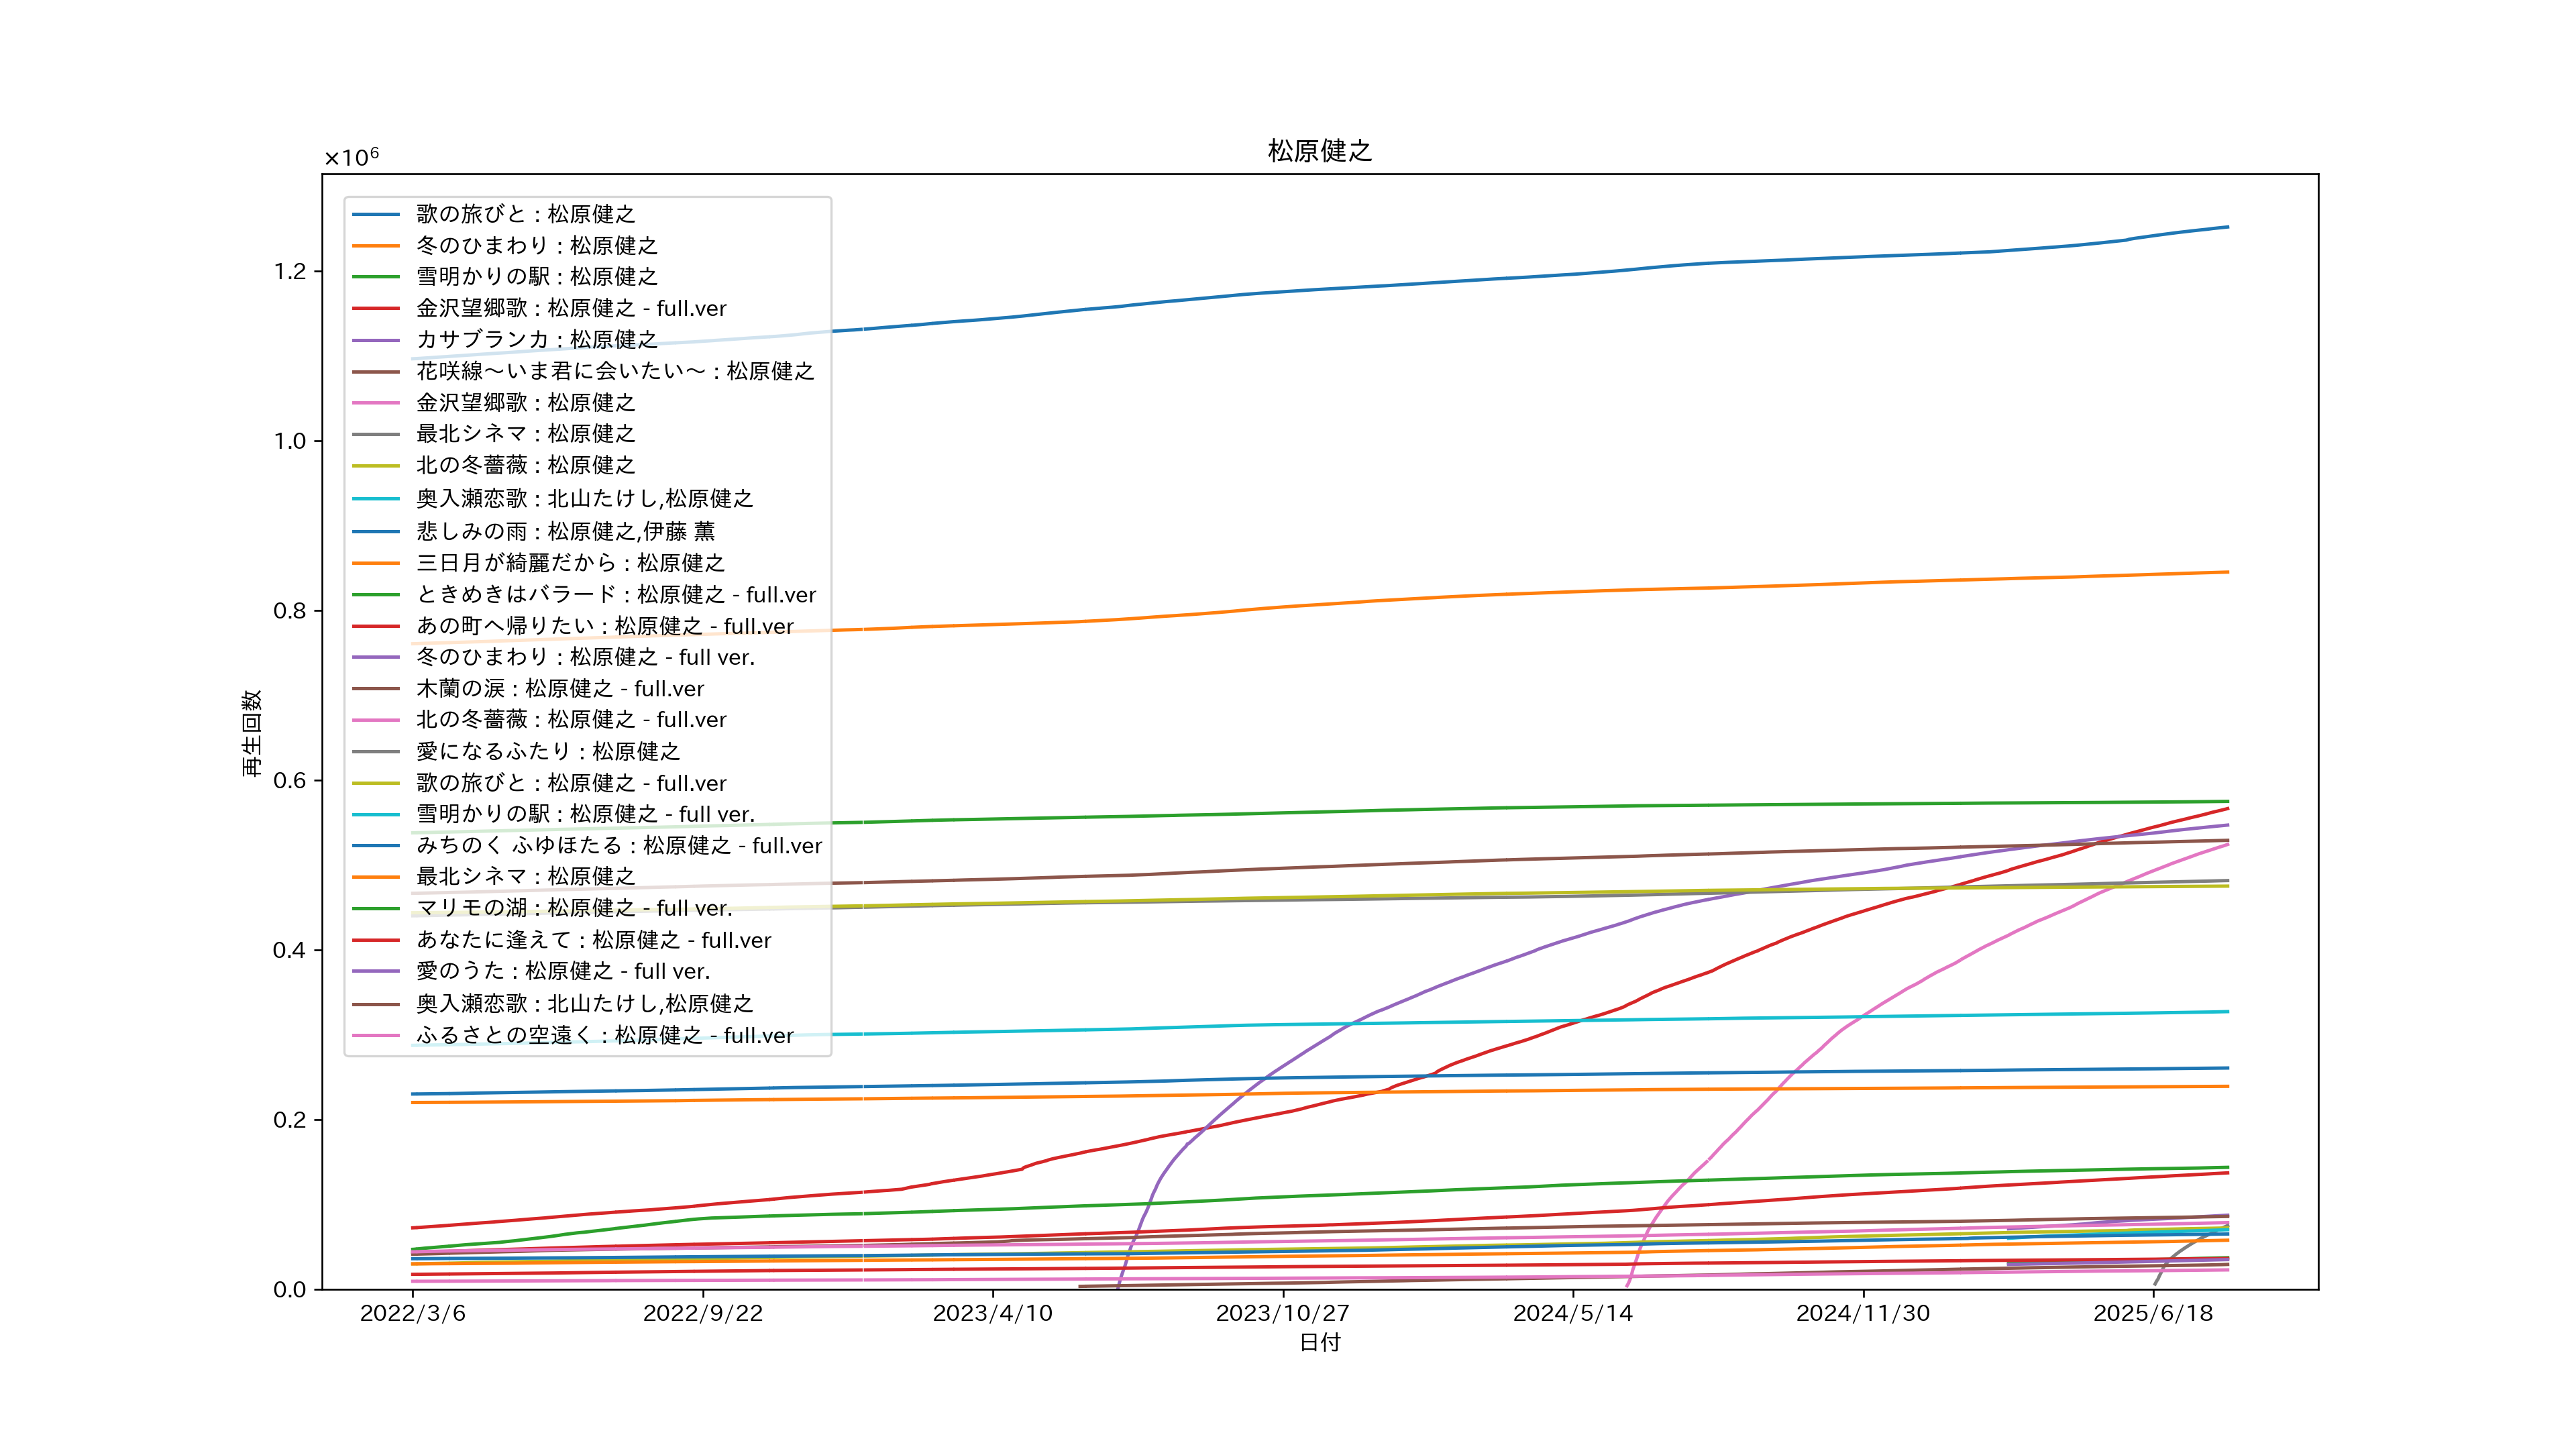 松原健之
×10⁶
歌の旅びと : 松原健之
冬のひまわり : 松原健之
雪明かりの駅 : 松原健之
金沢望郷歌 : 松原健之 - full.ver
カサブランカ : 松原健之
花咲線～いま君に会いたい～ : 松原健之
金沢望郷歌 : 松原健之
最北シネマ : 松原健之
北の冬薔薇 : 松原健之
奥入瀬恋歌 : 北山たけし,松原健之
悲しみの雨 : 松原健之,伊藤 薫
三日月が綺麗だから : 松原健之
ときめきはバラード : 松原健之 - full.ver
あの町へ帰りたい : 松原健之 - full.ver
冬のひまわり : 松原健之 - full ver.
木蘭の涙 : 松原健之 - full.ver
北の冬薔薇 : 松原健之 - full.ver
愛になるふたり : 松原健之
歌の旅びと : 松原健之 - full.ver
雪明かりの駅 : 松原健之 - full ver.
みちのく ふゆほたる : 松原健之 - full.ver
最北シネマ : 松原健之
マリモの湖 : 松原健之 - full ver.
あなたに逢えて : 松原健之 - full.ver
愛のうた : 松原健之 - full ver.
奥入瀬恋歌 : 北山たけし,松原健之
ふるさとの空遠く : 松原健之 - full.ver
1.2
1.0
0.8
0.6
0.4
0.2
0.0
再生回数
2022/3/6
2022/9/22
2023/4/10
2023/10/27
2024/5/14
2024/11/30
2025/6/18
日付